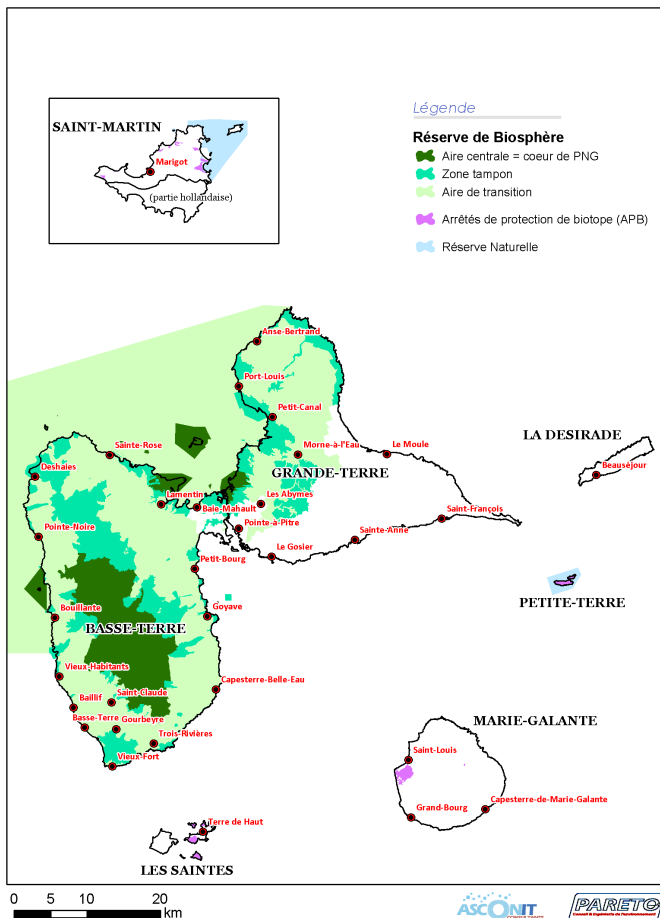 SAINT-MARTIN
Marigot
(partie hollandaise)
Légende
Réserve de Biosphère
Aire centrale = coeur de PNG
Zone tampon
Aire de transition
Arrêtés de protection de biotope (APB)
Réserve Naturelle
Anse-Bertrand
Port-Louis
Petit-Canal
Sainte-Rose
Morne-à-l'Eau
Le Moule
LA DESIRADE
Deshaies
GRANDE-TERRE
Beauséjour
Lamentin
Les Abymes
Baie-Mahault
Saint-François
Pointe-Noire
Pointe-à-Pitre
Sainte-Anne
Le Gosier
Petit-Bourg
PETITE-TERRE
Bouillante
Goyave
BASSE-TERRE
Vieux-Habitants
Capesterre-Belle-Eau
Saint-Claude
Baillif
MARIE-GALANTE
Basse-Terre
Gourbeyre
Trois-Rivières
Saint-Louis
Vieux-Fort
Grand-Bourg
Capesterre-de-Marie-Galante
Terre de Haut
LES SAINTES
0 5 10 20
km
ASCONIT
CONSULTANTS
PARETO
Conseil & Ingénierie de l'environnement